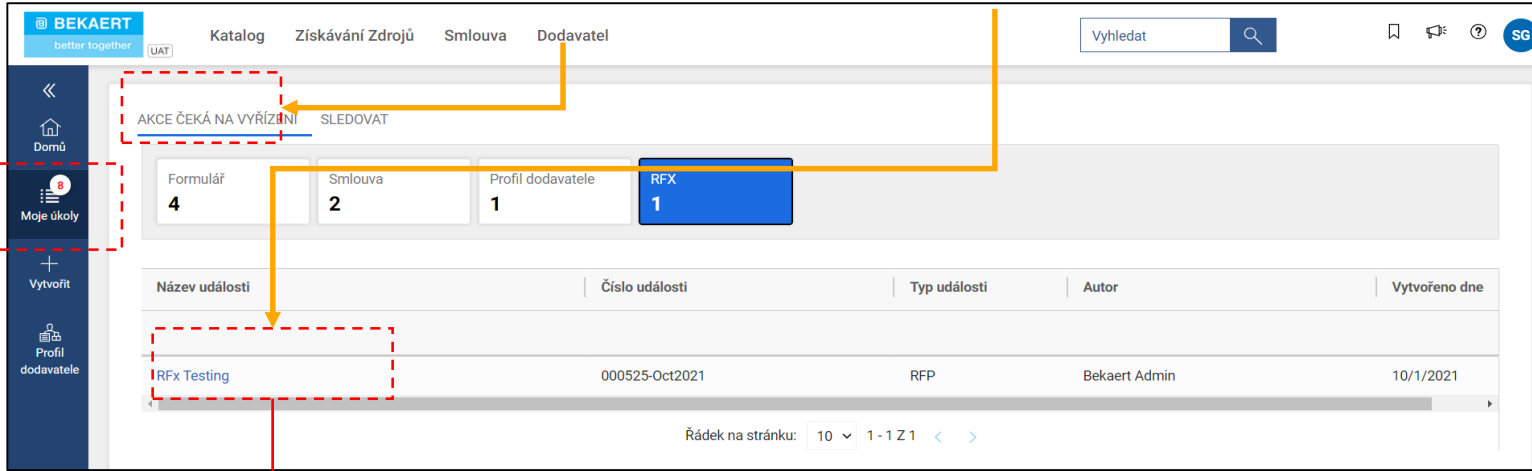 BEKAERT
better together
UAT
Katalog Získávání Zdrojů Smlouva Dodavatel
Vyhledat
SG
Domů
8
Moje úkoly
Vytvořit
Profil
dodavatele
AKCE ČEKÁ NA VYŘÍZENÍ SLEDOVAT
Formulář Smlouva Profil dodavatele RFX
4 2 1 1
Název události Číslo události Typ události Autor Vytvořeno dne
RFx Testing 000525-Oct2021 RFP Bekaert Admin 10/1/2021
Řádek na stránku: 10 1 - 1 Z 1